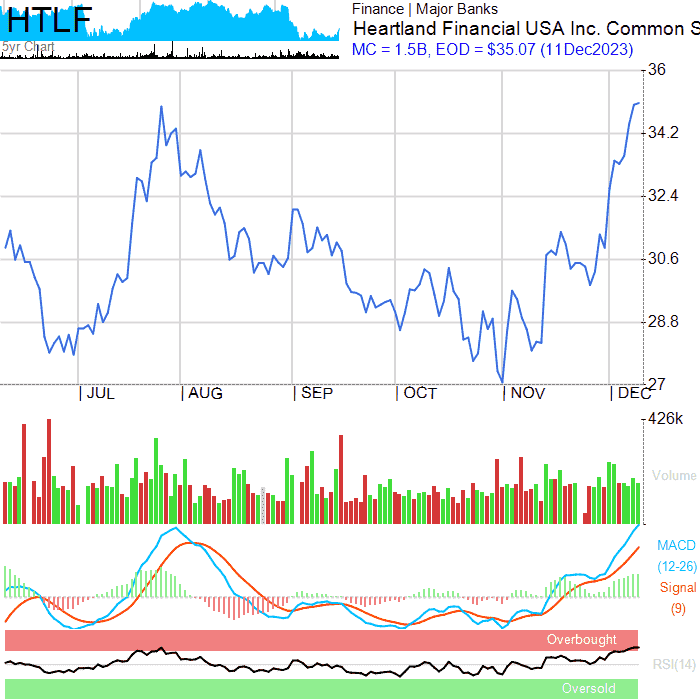 HTLF
5yr Chart
Finance | Major Banks
Heartland Financial USA Inc. Common S
MC = 1.5B, EOD = $35.07 (11Dec2023)
36
34.2
32.4
30.6
28.8
27
| JUL | AUG | SEP | OCT | NOV | DEC
426k
Volume
MACD
(12-26)
Signal
(9)
Overbought
RSI(14)
Oversold